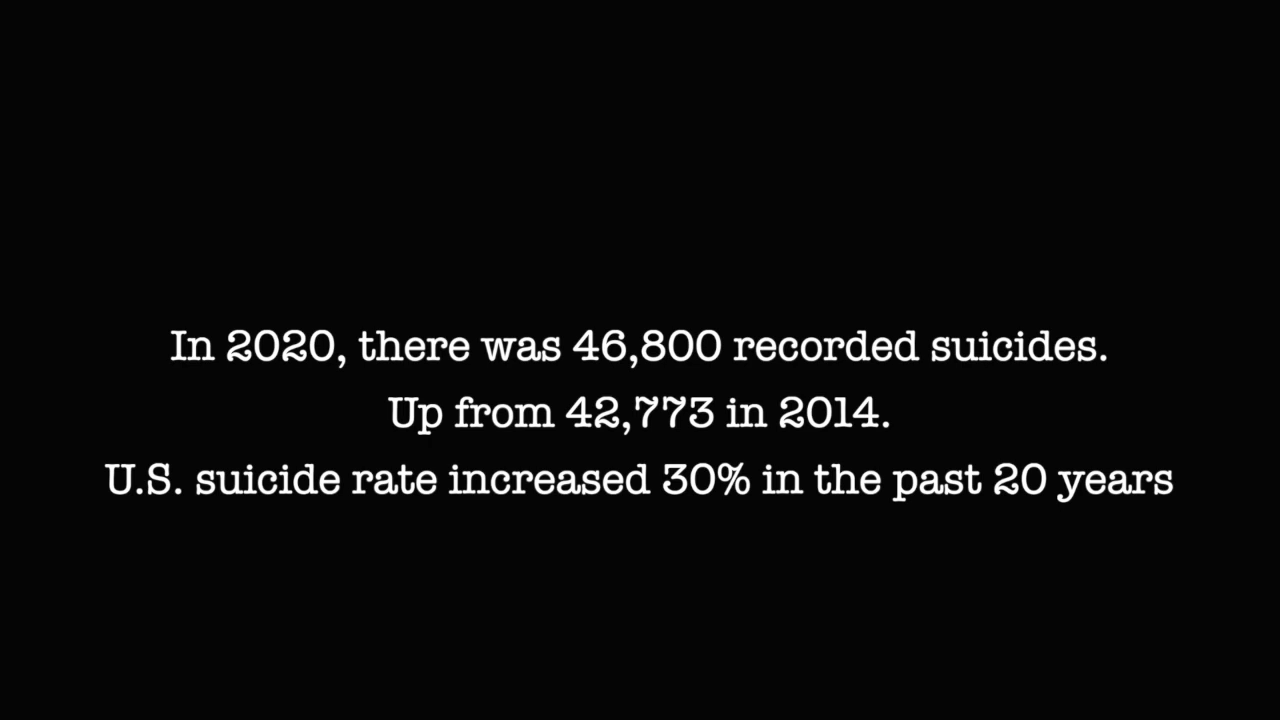 In 2020, there was 46,800 recorded suicides.
Up from 42,773 in 2014.
U.S. suicide rate increased 30% in the past 20 years